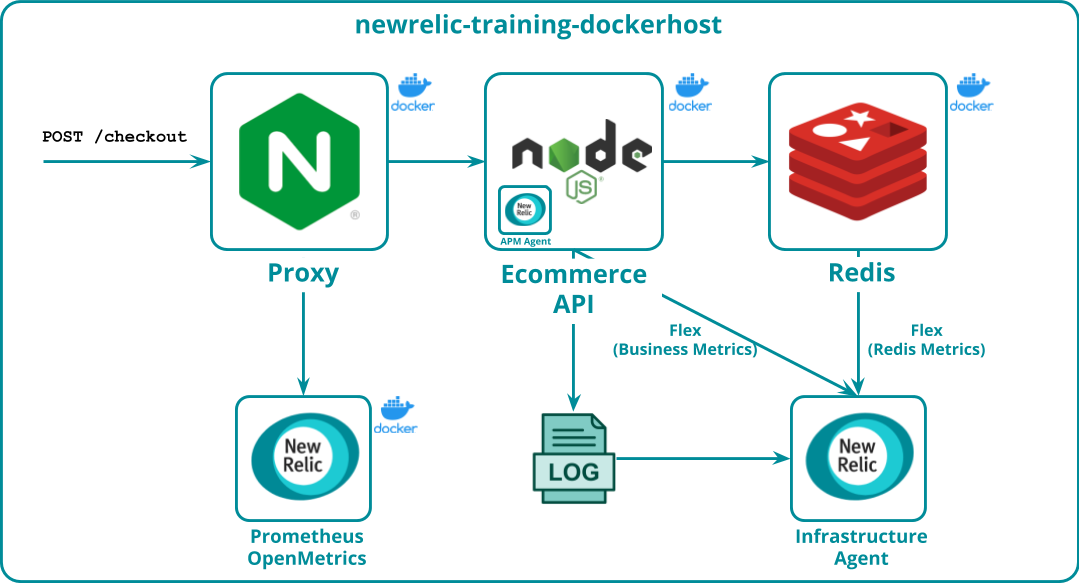 newrelic-training-dockerhost
POST /checkout
N
®
docker
node
JS
®
New
Relic
APM Agent
docker
docker
Proxy
Ecommerce
API
Redis
Flex
(Business Metrics)
Flex
(Redis Metrics)
New
Relic
docker
Prometheus
OpenMetrics
LOG
New
Relic
Infrastructure
Agent